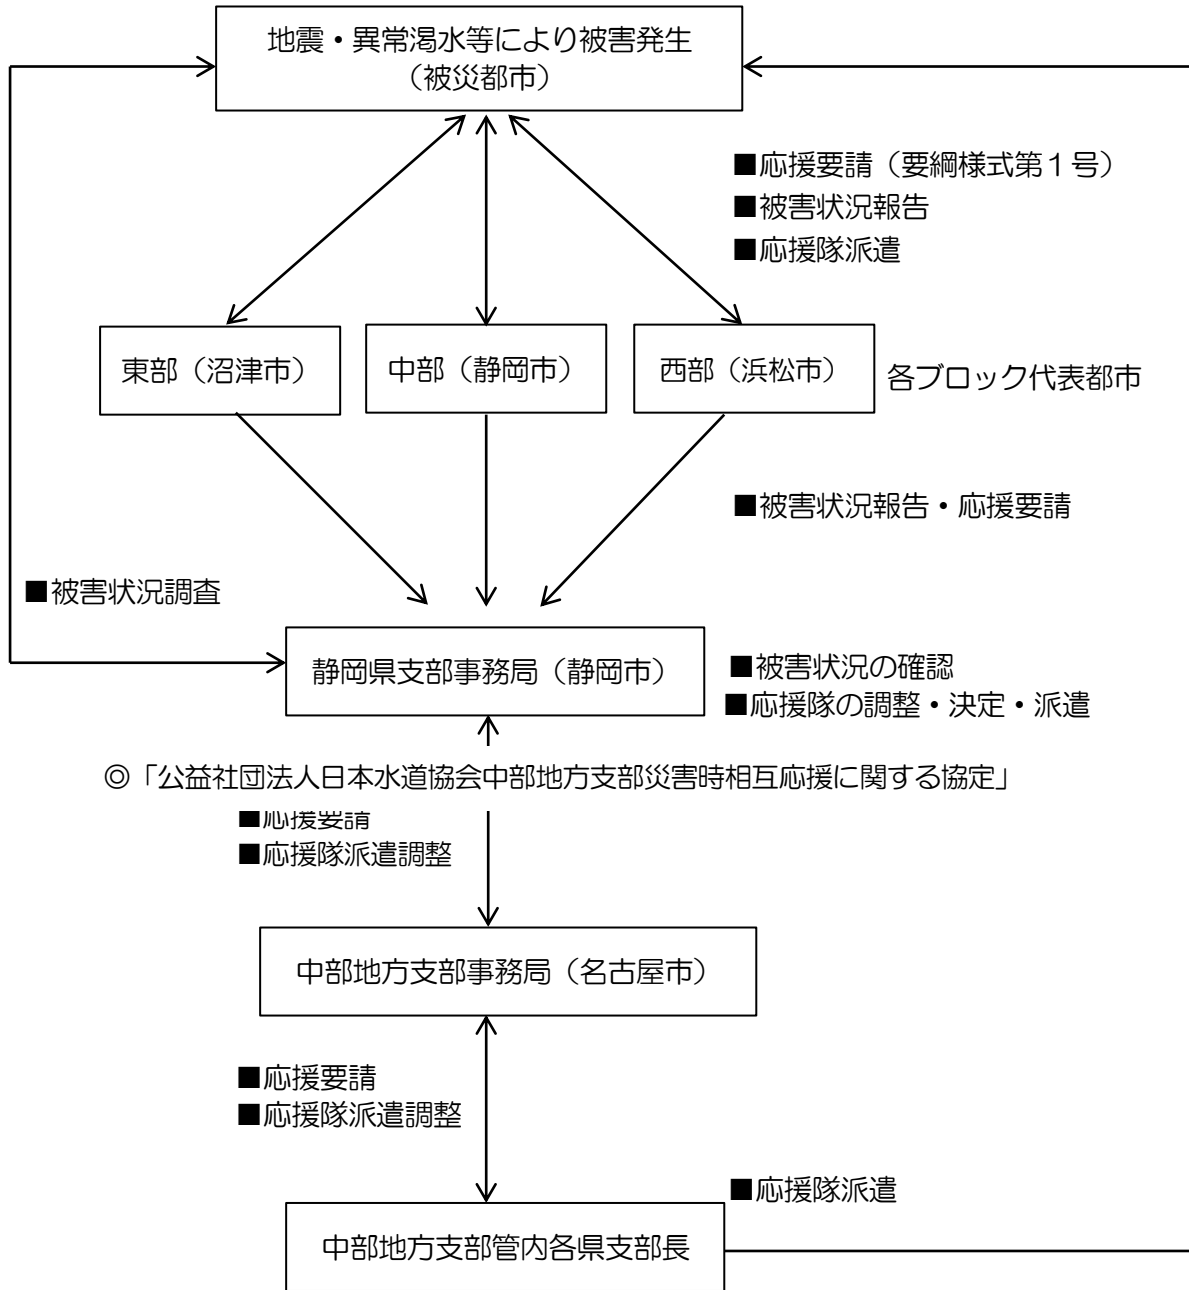 地震・異常渇水等により被害発生
（被災都市）
■応援要請（要綱様式第１号）
■被害状況報告
■応援隊派遣
東部（沼津市）
中部（静岡市）
西部（浜松市）
各ブロック代表都市
■被害状況報告・応援要請
■被害状況調査
静岡県支部事務局（静岡市）
■被害状況の確認
■応援隊の調整・決定・派遣
◎「公益社団法人日本水道協会中部地方支部災害時相互応援に関する協定」
■応援要請
■応援隊派遣調整
中部地方支部事務局（名古屋市）
■応援要請
■応援隊派遣調整
■応援隊派遣
中部地方支部管内各県支部長